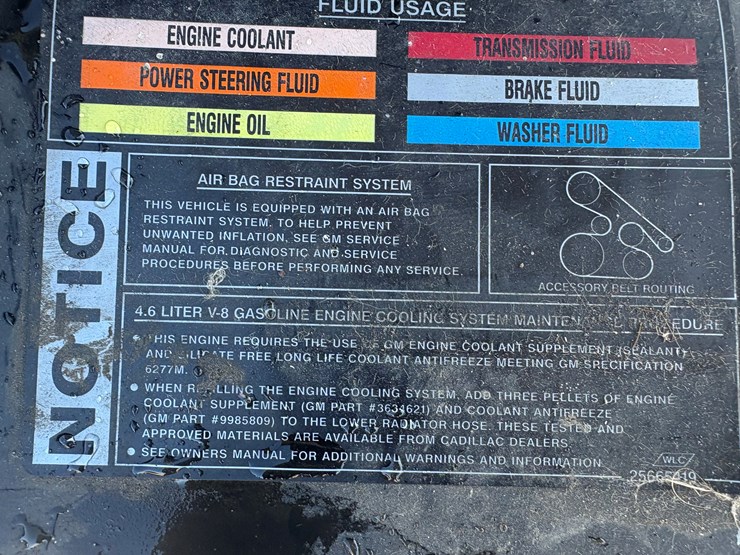 FLUID USAGE
ENGINE COOLANT
TRANSMISSION FLUID
POWER STEERING FLUID
BRAKE FLUID
ENGINE OIL
WASHER FLUID
NOTICE
AIR BAG RESTRAINT SYSTEM
THIS VEHICLE IS EQUIPPED WITH AN AIR BAG
RESTRAINT SYSTEM. TO HELP PREVENT
UNWANTED INFLATION, SEE GM SERVICE
MANUAL FOR DIAGNOSTIC AND SERVICE
PROCEDURES BEFORE PERFORMING ANY SERVICE.
ACCESSORY BELT ROUTING
4.6 LITER V-8 GASOLINE ENGINE COOLING SYSTEM
• THIS ENGINE REQUIRES THE USE GM ENGINE COOLANT SUPPLEMENT (SEALANT)
AND SILICATE FREE LONG LIFE COOLANT ANTIFREEZE MEETING GM SPECIFICATION
6277M.
• WHEN REFILLING THE ENGINE COOLING SYSTEM, ADD THREE PELLETS OF ENGINE
COOLANT SUPPLEMENT (GM PART #3634621) AND COOLANT ANTIFREEZE
(GM PART #9985809) TO THE LOWER RADIATOR HOSE. THESE TESTED AND
APPROVED MATERIALS ARE AVAILABLE FROM CADILLAC DEALERS.
• SEE OWNERS MANUAL FOR ADDITIONAL WARNINGS AND INFORMATION
WLC